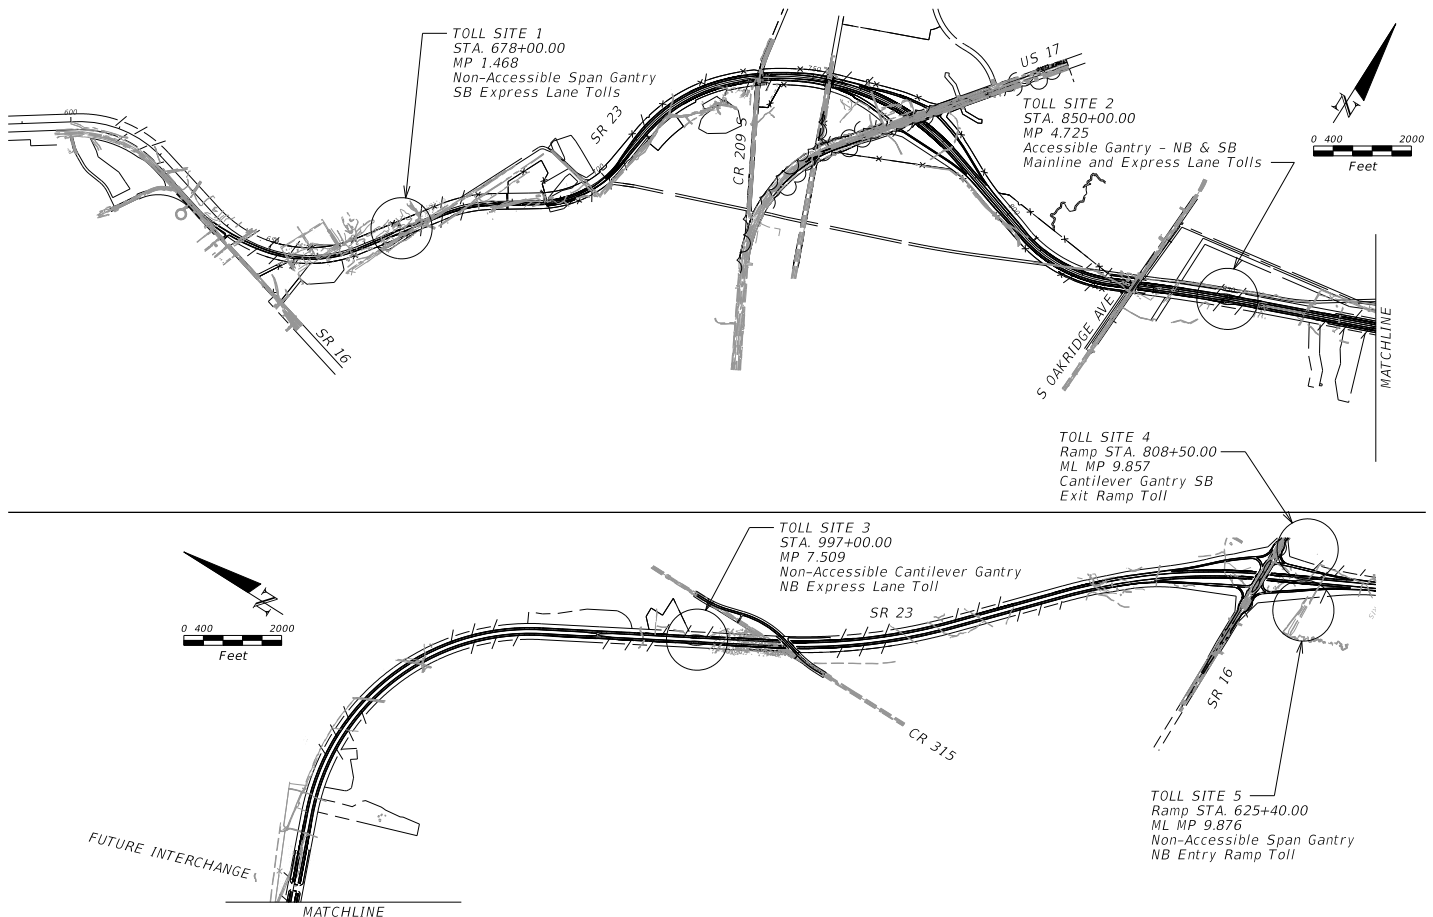 TOLL SITE 1
STA. 678+00.00
MP 1.468
Non-Accessible Span Gantry
SB Express Lane Tolls
US 17
TOLL SITE 2
STA. 850+00.00
MP 4.725
Accessible Gantry - NB & SB
Mainline and Express Lane Tolls
N
0 400 2000
Feet
600
SR 23
CR 209 S
SR 16
S OAKRIDGE AVE
MATCHLINE
TOLL SITE 4
Ramp STA. 808+50.00
ML MP 9.857
Cantilever Gantry SB
Exit Ramp Toll
TOLL SITE 3
STA. 997+00.00
MP 7.509
Non-Accessible Cantilever Gantry
NB Express Lane Toll
N
0 400 2000
Feet
SR 23
SR 16
CR 315
TOLL SITE 5
Ramp STA. 625+40.00
ML MP 9.876
Non-Accessible Span Gantry
NB Entry Ramp Toll
FUTURE INTERCHANGE
MATCHLINE